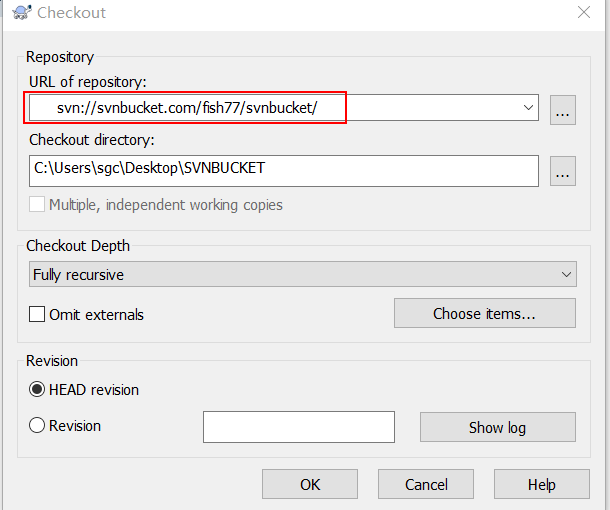 Checkout
Repository
URL of repository:
svn://svnbucket.com/fish77/svnbucket/
...
Checkout directory:
C:\Users\sgc\Desktop\SVNBUCKET
...
Multiple, independent working copies
Checkout Depth
Fully recursive
Omit externals
Choose items...
Revision
HEAD revision
Revision
Show log
OK
Cancel
Help